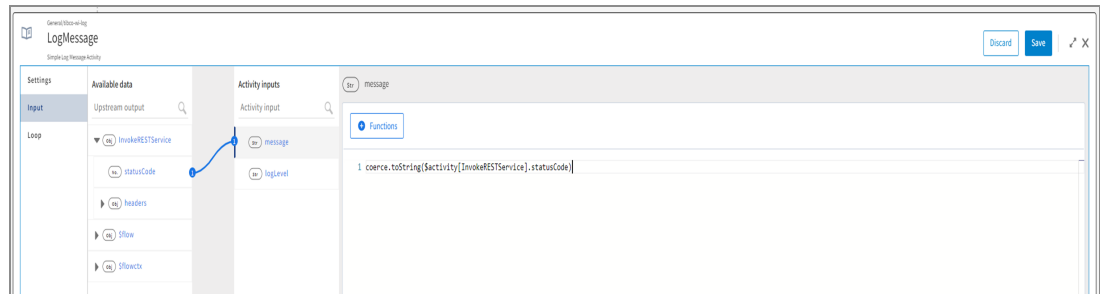 General/tibco-wi-log
LogMessage
Simple Log Message Activity
Discard
Save
Settings
Input
Loop
Available data
Upstream output
obj InvokeRESTService
no. statusCode 1
obj headers
obj $flow
obj $flowctx
Activity inputs
Activity input
1 str message
str logLevel
str message
Functions
1 coerce.toString($activity[InvokeRESTService].statusCode)